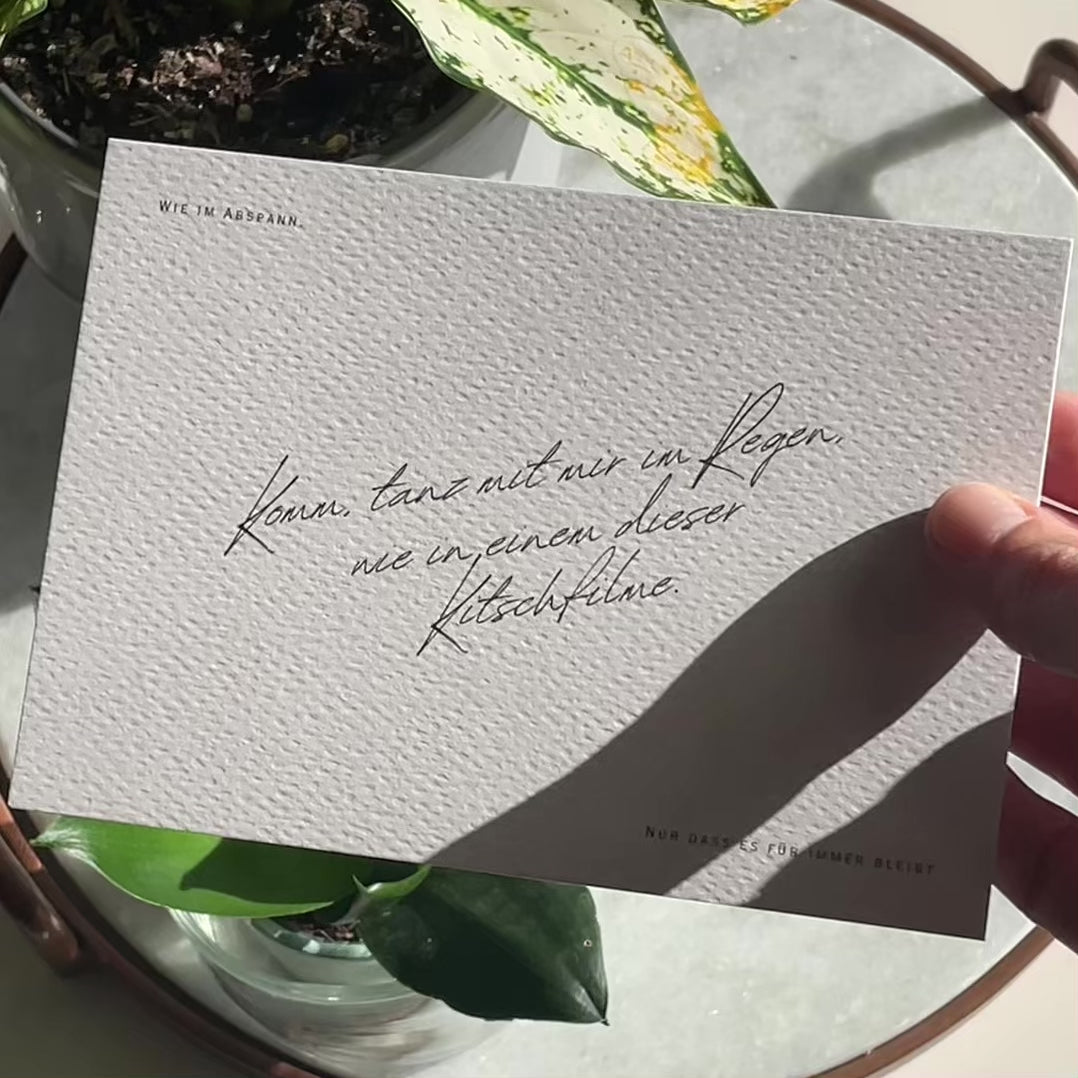 Wie im Abspann.
Komm, tanz mit mir im Regen,
wie in einem dieser
Kitschfilme.
Nur dass es für immer bleibt